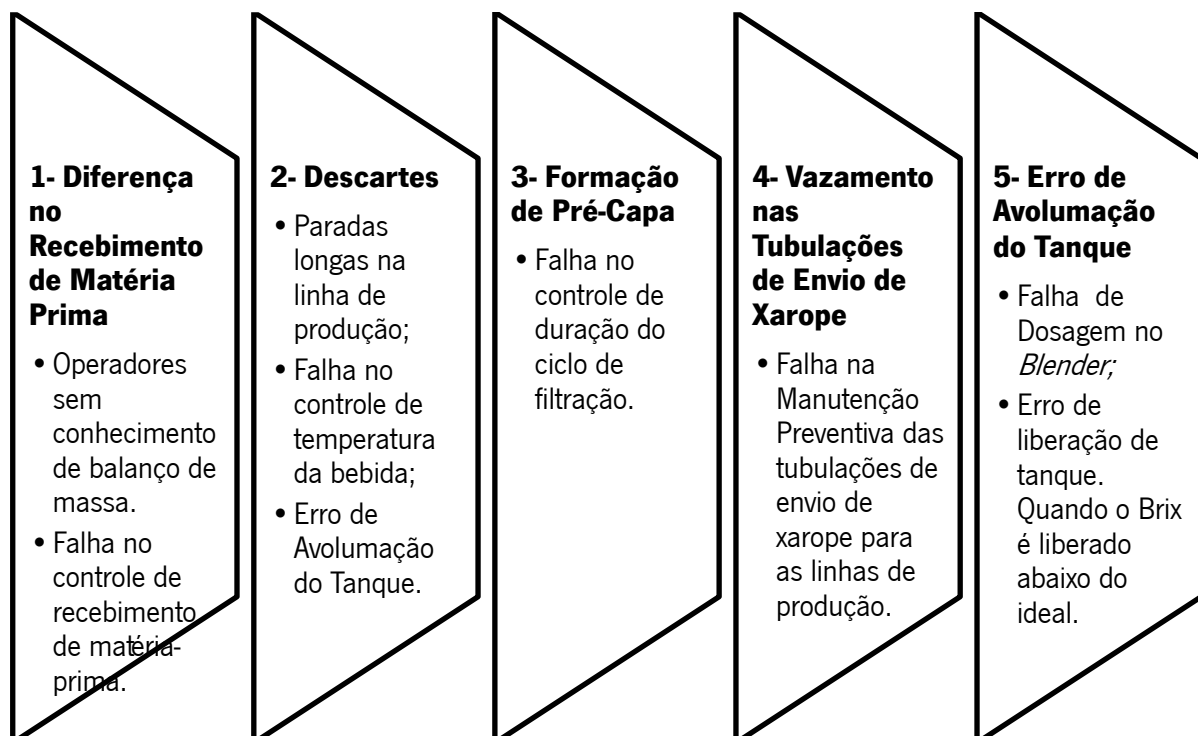 1- Diferença
no
Recebimento
de Matéria
Prima
• Operadores
sem
conhecimento
de balanço de
massa.
• Falha no
controle de
recebimento
de matéria-
prima.
2- Descartes
• Paradas
longas na
linha de
produção;
• Falha no
controle de
temperatura
da bebida;
• Erro de
Avolumação
do Tanque.
3- Formação
de Pré-Capa
• Falha no
controle de
duração do
ciclo de
filtração.
4- Vazamento
nas
Tubulações
de Envio de
Xarope
• Falha na
Manutenção
Preventiva das
tubulações de
envio de
xarope para
as linhas de
produção.
5- Erro de
Avolumação
do Tanque
• Falha de
Dosagem no
Blender;
• Erro de
liberação de
tanque.
Quando o Brix
é liberado
abaixo do
ideal.